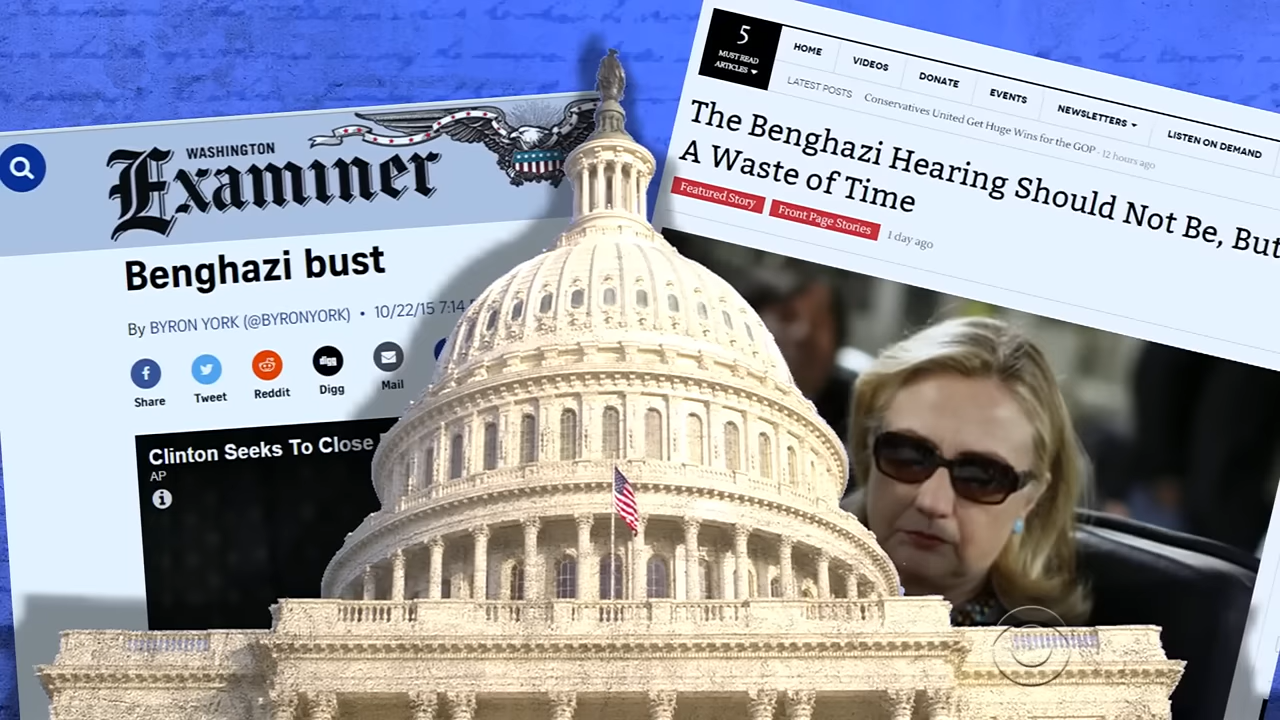 WASHINGTON
Examiner
Benghazi bust
By BYRON YORK (@BYRONYORK) • 10/22/15 7:14
Share
Tweet
Reddit
Digg
Mail
Clinton Seeks To Close
AP
5
MUST READ
ARTICLES
HOME
VIDEOS
DONATE
EVENTS
NEWSLETTERS
LISTEN ON DEMAND
LATEST POSTS
Conservatives United Get Huge Wins for the GOP - 12 hours ago
The Benghazi Hearing Should Not Be, But
A Waste of Time
Featured Story
Front Page Stories
1 day ago